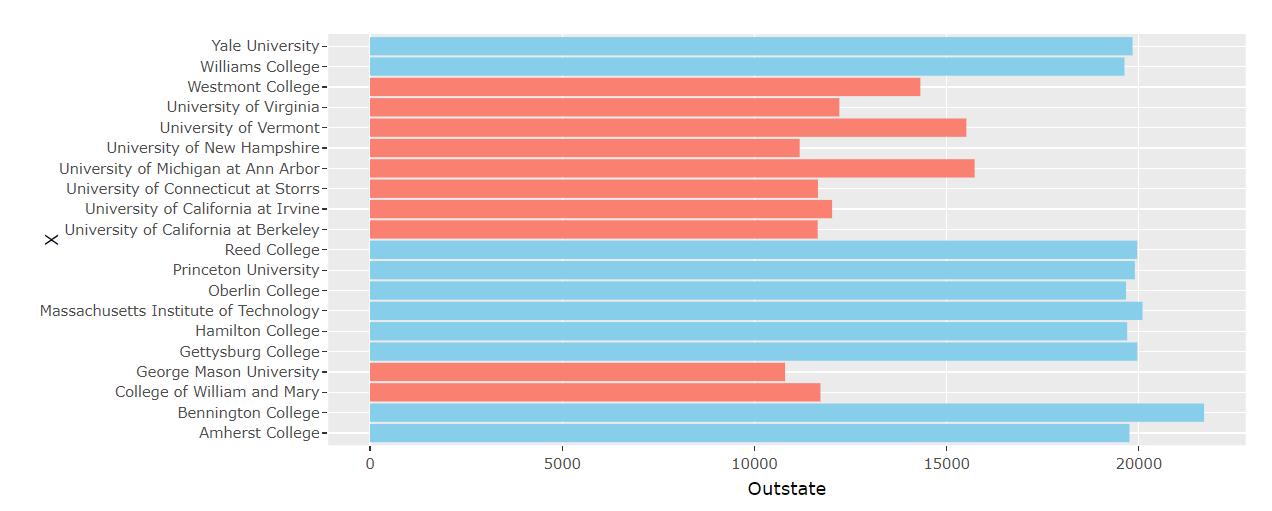 Yale University
Williams College
Westmont College
University of Virginia
University of Vermont
University of New Hampshire
University of Michigan at Ann Arbor
University of Connecticut at Storrs
University of California at Irvine
University of California at Berkeley
Reed College
Princeton University
Oberlin College
Massachusetts Institute of Technology
Hamilton College
Gettysburg College
George Mason University
College of William and Mary
Bennington College
Amherst College
X
0 5000 10000 15000 20000
Outstate